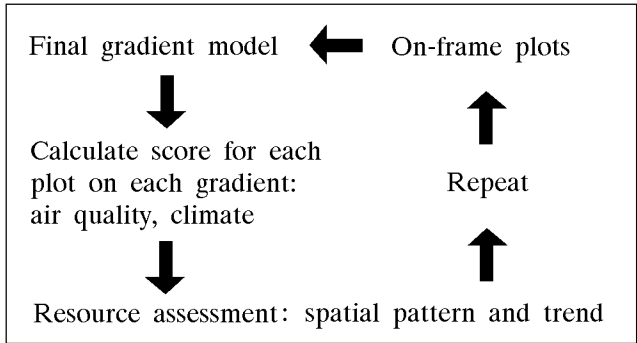 Final gradient model
On-frame plots
Calculate score for each
plot on each gradient:
air quality, climate
Repeat
Resource assessment: spatial pattern and trend